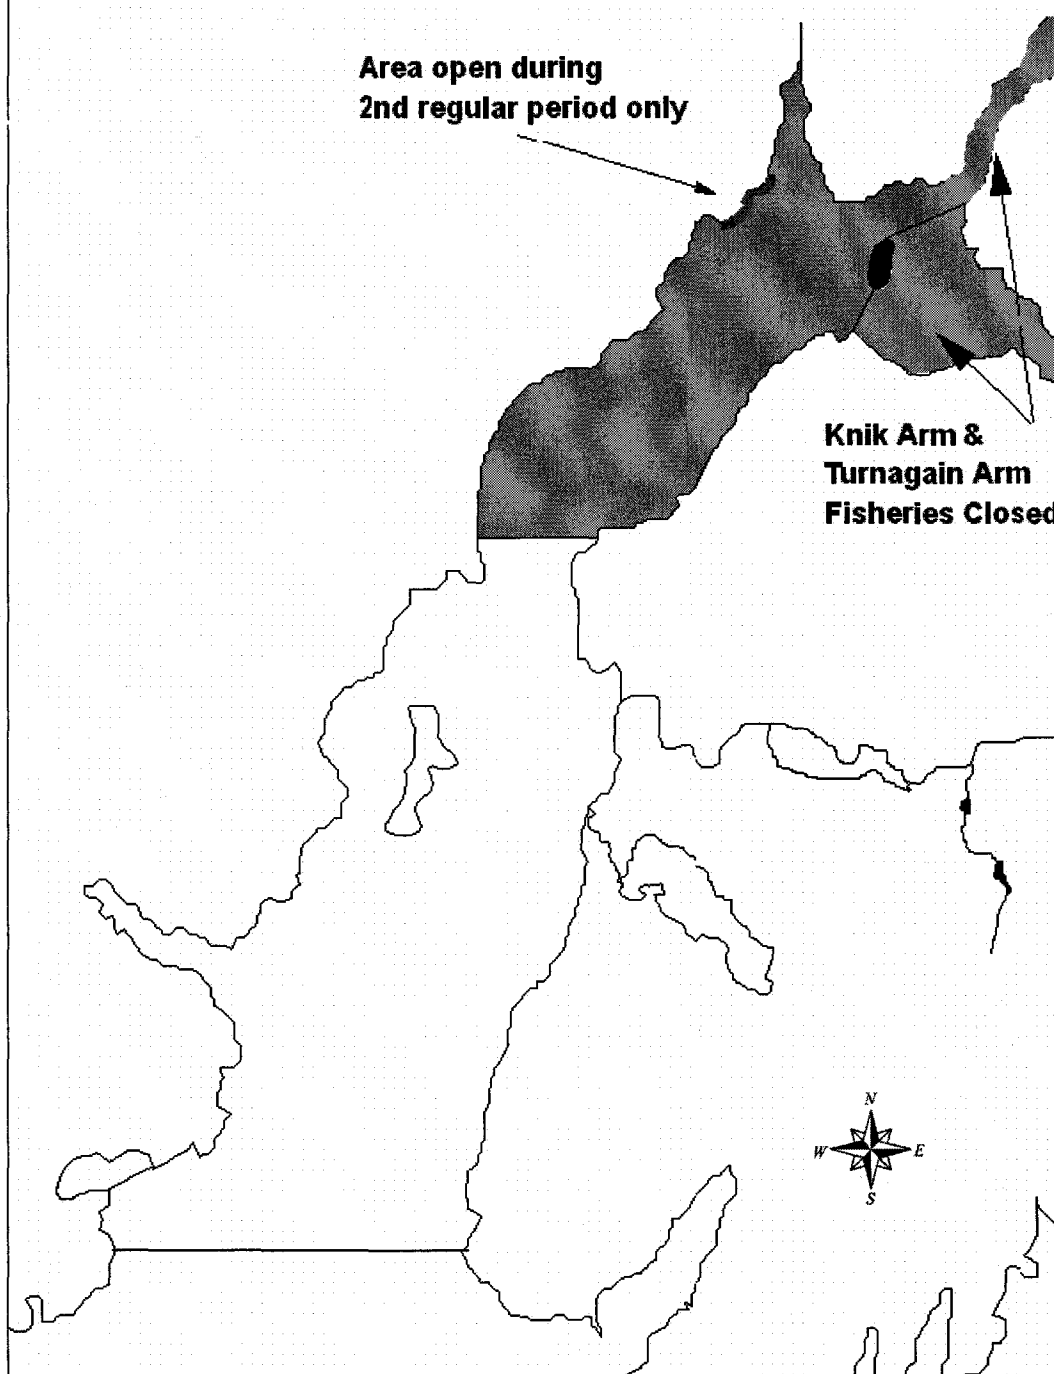 Area open during
2nd regular period only
Knik Arm &
Turnagain Arm
Fisheries Closed
N
W E
S